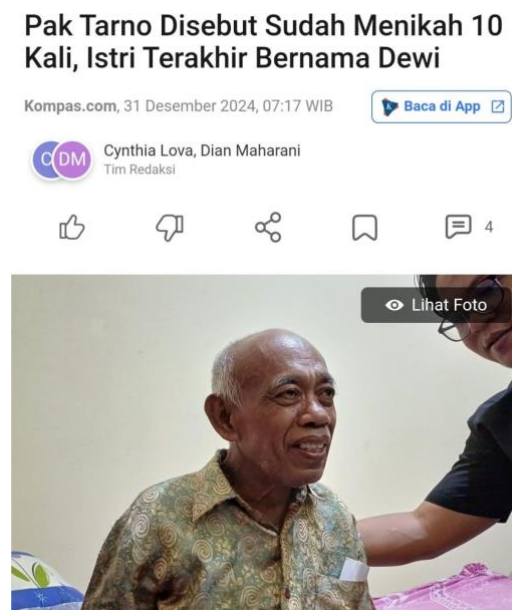 Pak Tarno Disebut Sudah Menikah 10
Kali, Istri Terakhir Bernama Dewi
Kompas.com, 31 Desember 2024, 07:17 WIB
Baca di App
C DM
Cynthia Lova, Dian Maharani
Tim Redaksi
4
Lihat Foto